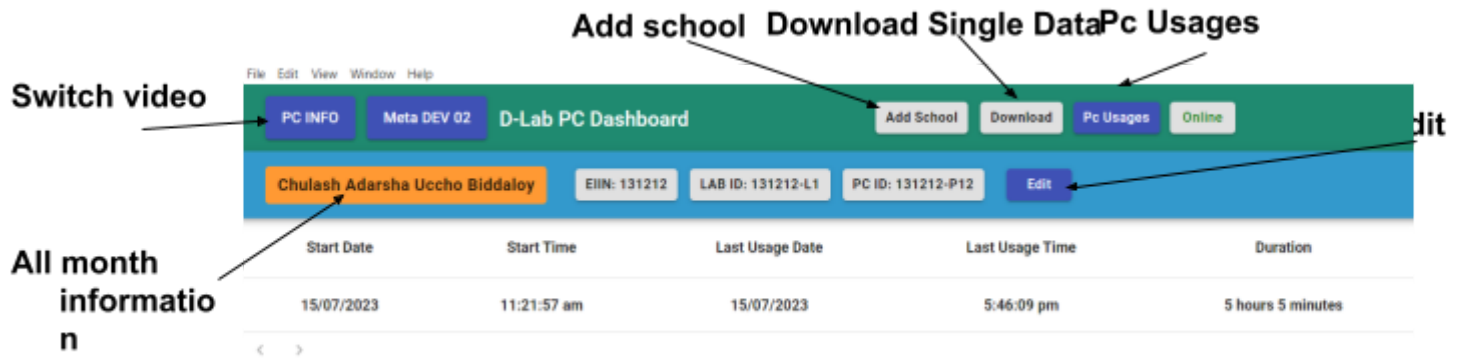 Add school Download Single Data Pc Usages
File Edit View Window Help
Switch video
PC INFO Meta DEV 02 D-Lab PC Dashboard Add School Download Pc Usages Online
dit
Chulash Adarsha Uccho Biddaloy EIIN: 131212 LAB ID: 131212-L1 PC ID: 131212-P12 Edit
Start Date Start Time Last Usage Date Last Usage Time Duration
All month
informatio
n
15/07/2023 11:21:57 am 15/07/2023 5:46:09 pm 5 hours 5 minutes